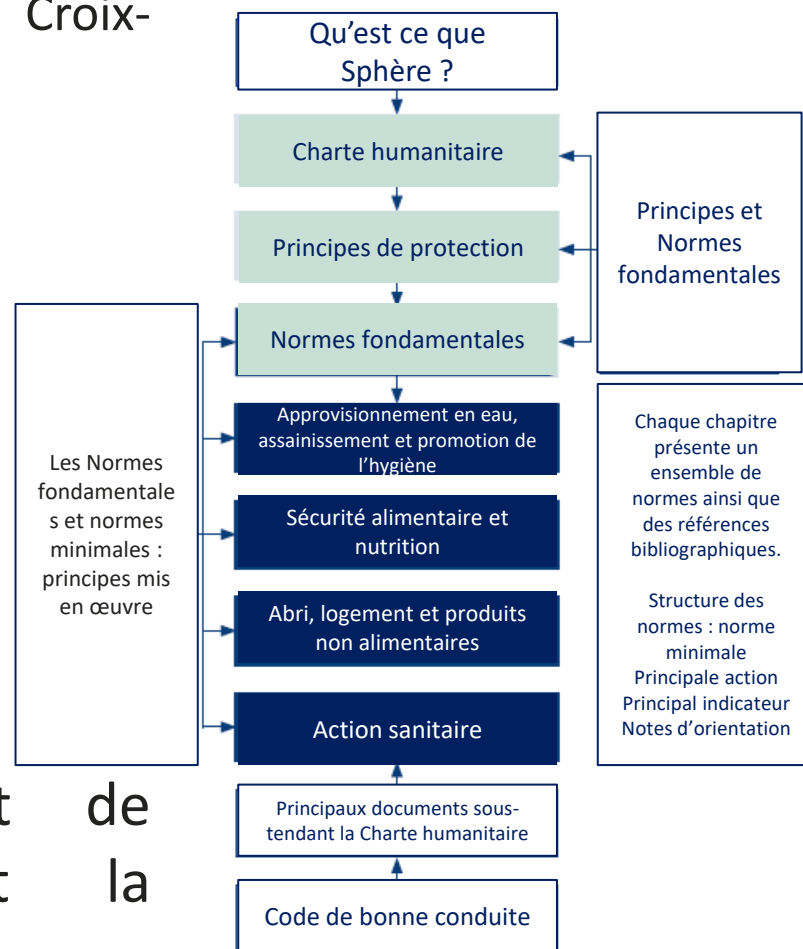 Croix-
Qu'est ce que
Sphère ?
Charte humanitaire
Principes de protection
Normes fondamentales
Principes et
Normes
fondamentales
Les Normes
fondamentale
s et normes
minimales :
principes mis
en œuvre
Approvisionnement en eau,
assainissement et promotion de
l'hygiène
Sécurité alimentaire et
nutrition
Abri, logement et produits
non alimentaires
Action sanitaire
Chaque chapitre
présente un
ensemble de
normes ainsi que
des références
bibliographiques.
Structure des
normes : norme
minimale
Principale action
Principal indicateur
Notes d'orientation
Principaux documents sous-
tendant la Charte humanitaire
Code de bonne conduite
t de
t la